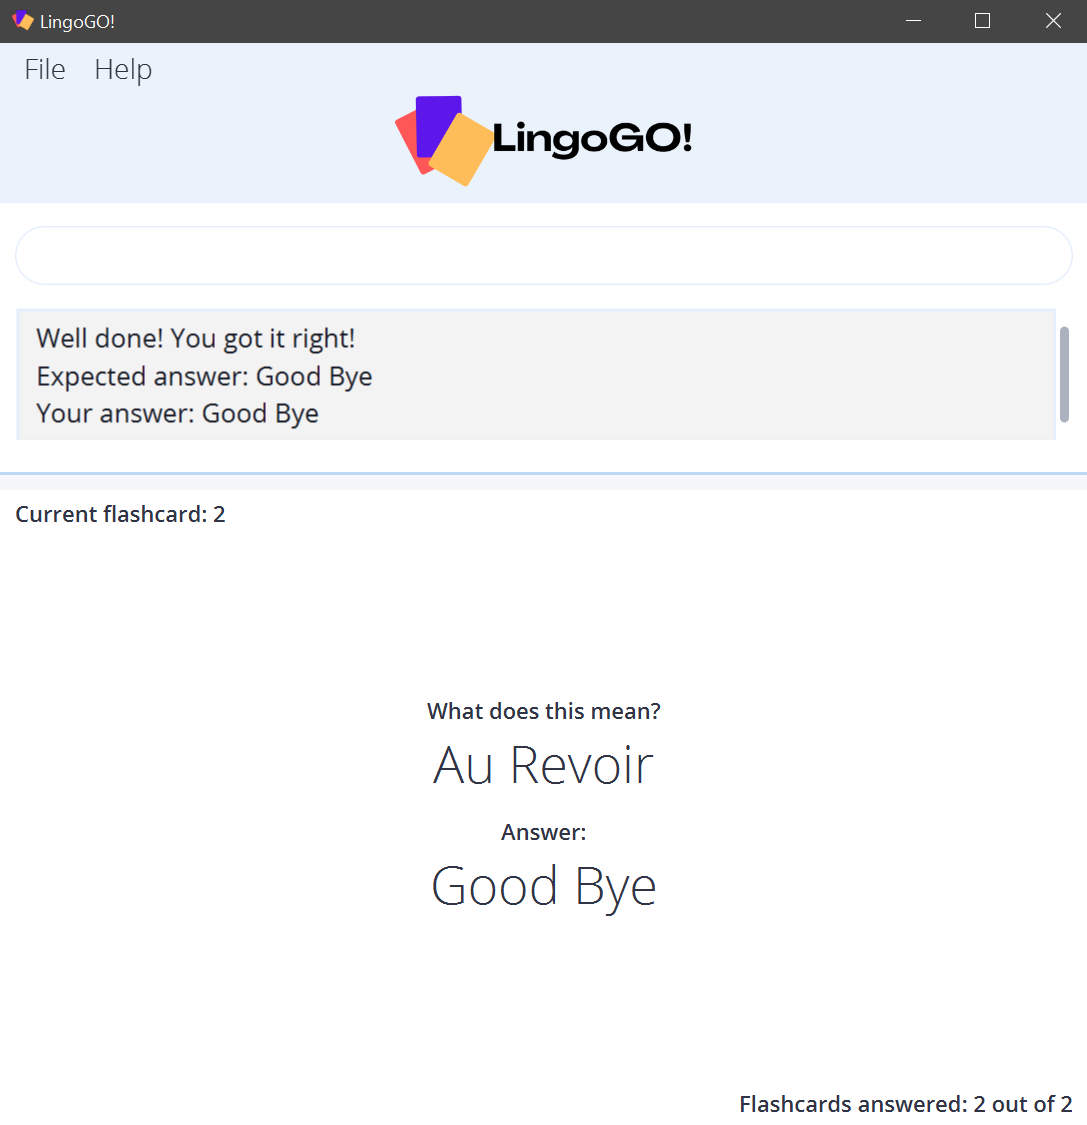 LingoGO!
File Help
LingoGO!
Well done! You got it right!
Expected answer: Good Bye
Your answer: Good Bye
Current flashcard: 2
What does this mean?
Au Revoir
Answer:
Good Bye
Flashcards answered: 2 out of 2